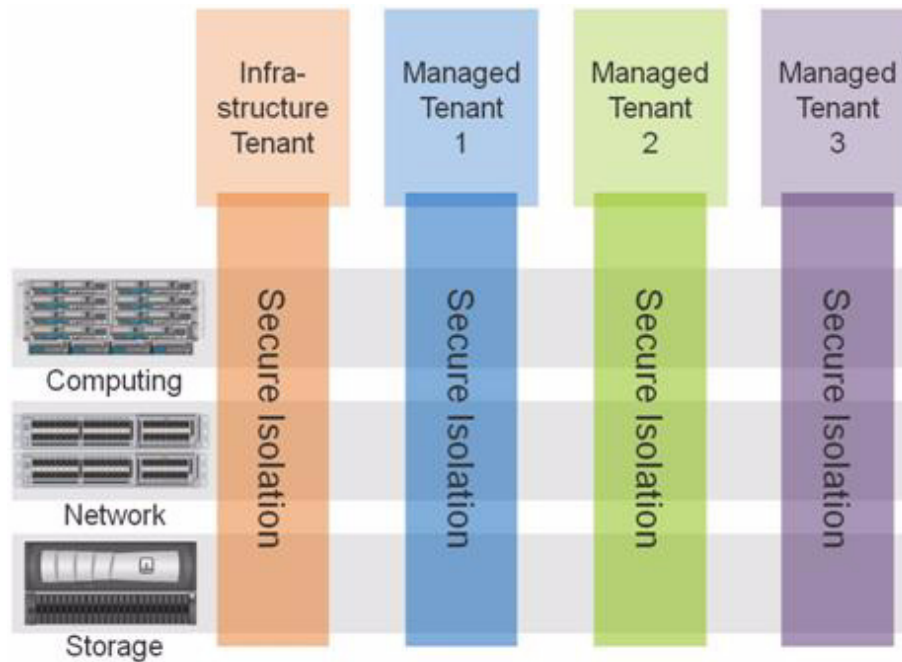 Infra-
structure
Tenant
Managed
Tenant
1
Managed
Tenant
2
Managed
Tenant
3
Secure Isolation
Secure Isolation
Secure Isolation
Secure Isolation
Computing
Network
Storage